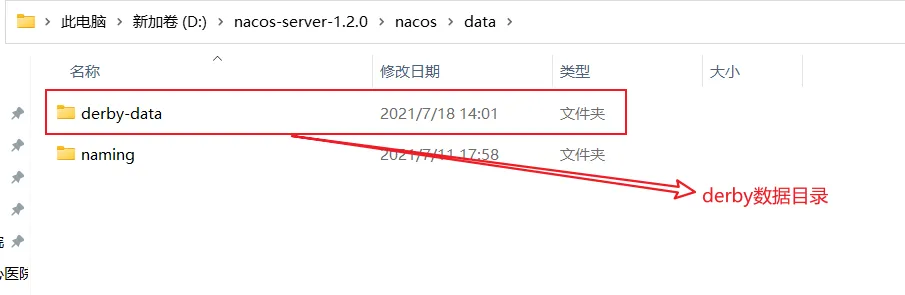 此电脑 > 新加卷 (D:) > nacos-server-1.2.0 > nacos > data >
名称 修改日期 类型 大小
derby-data 2021/7/18 14:01 文件夹
naming 2021/7/11 17:58 文件夹
derby数据目录
心医院